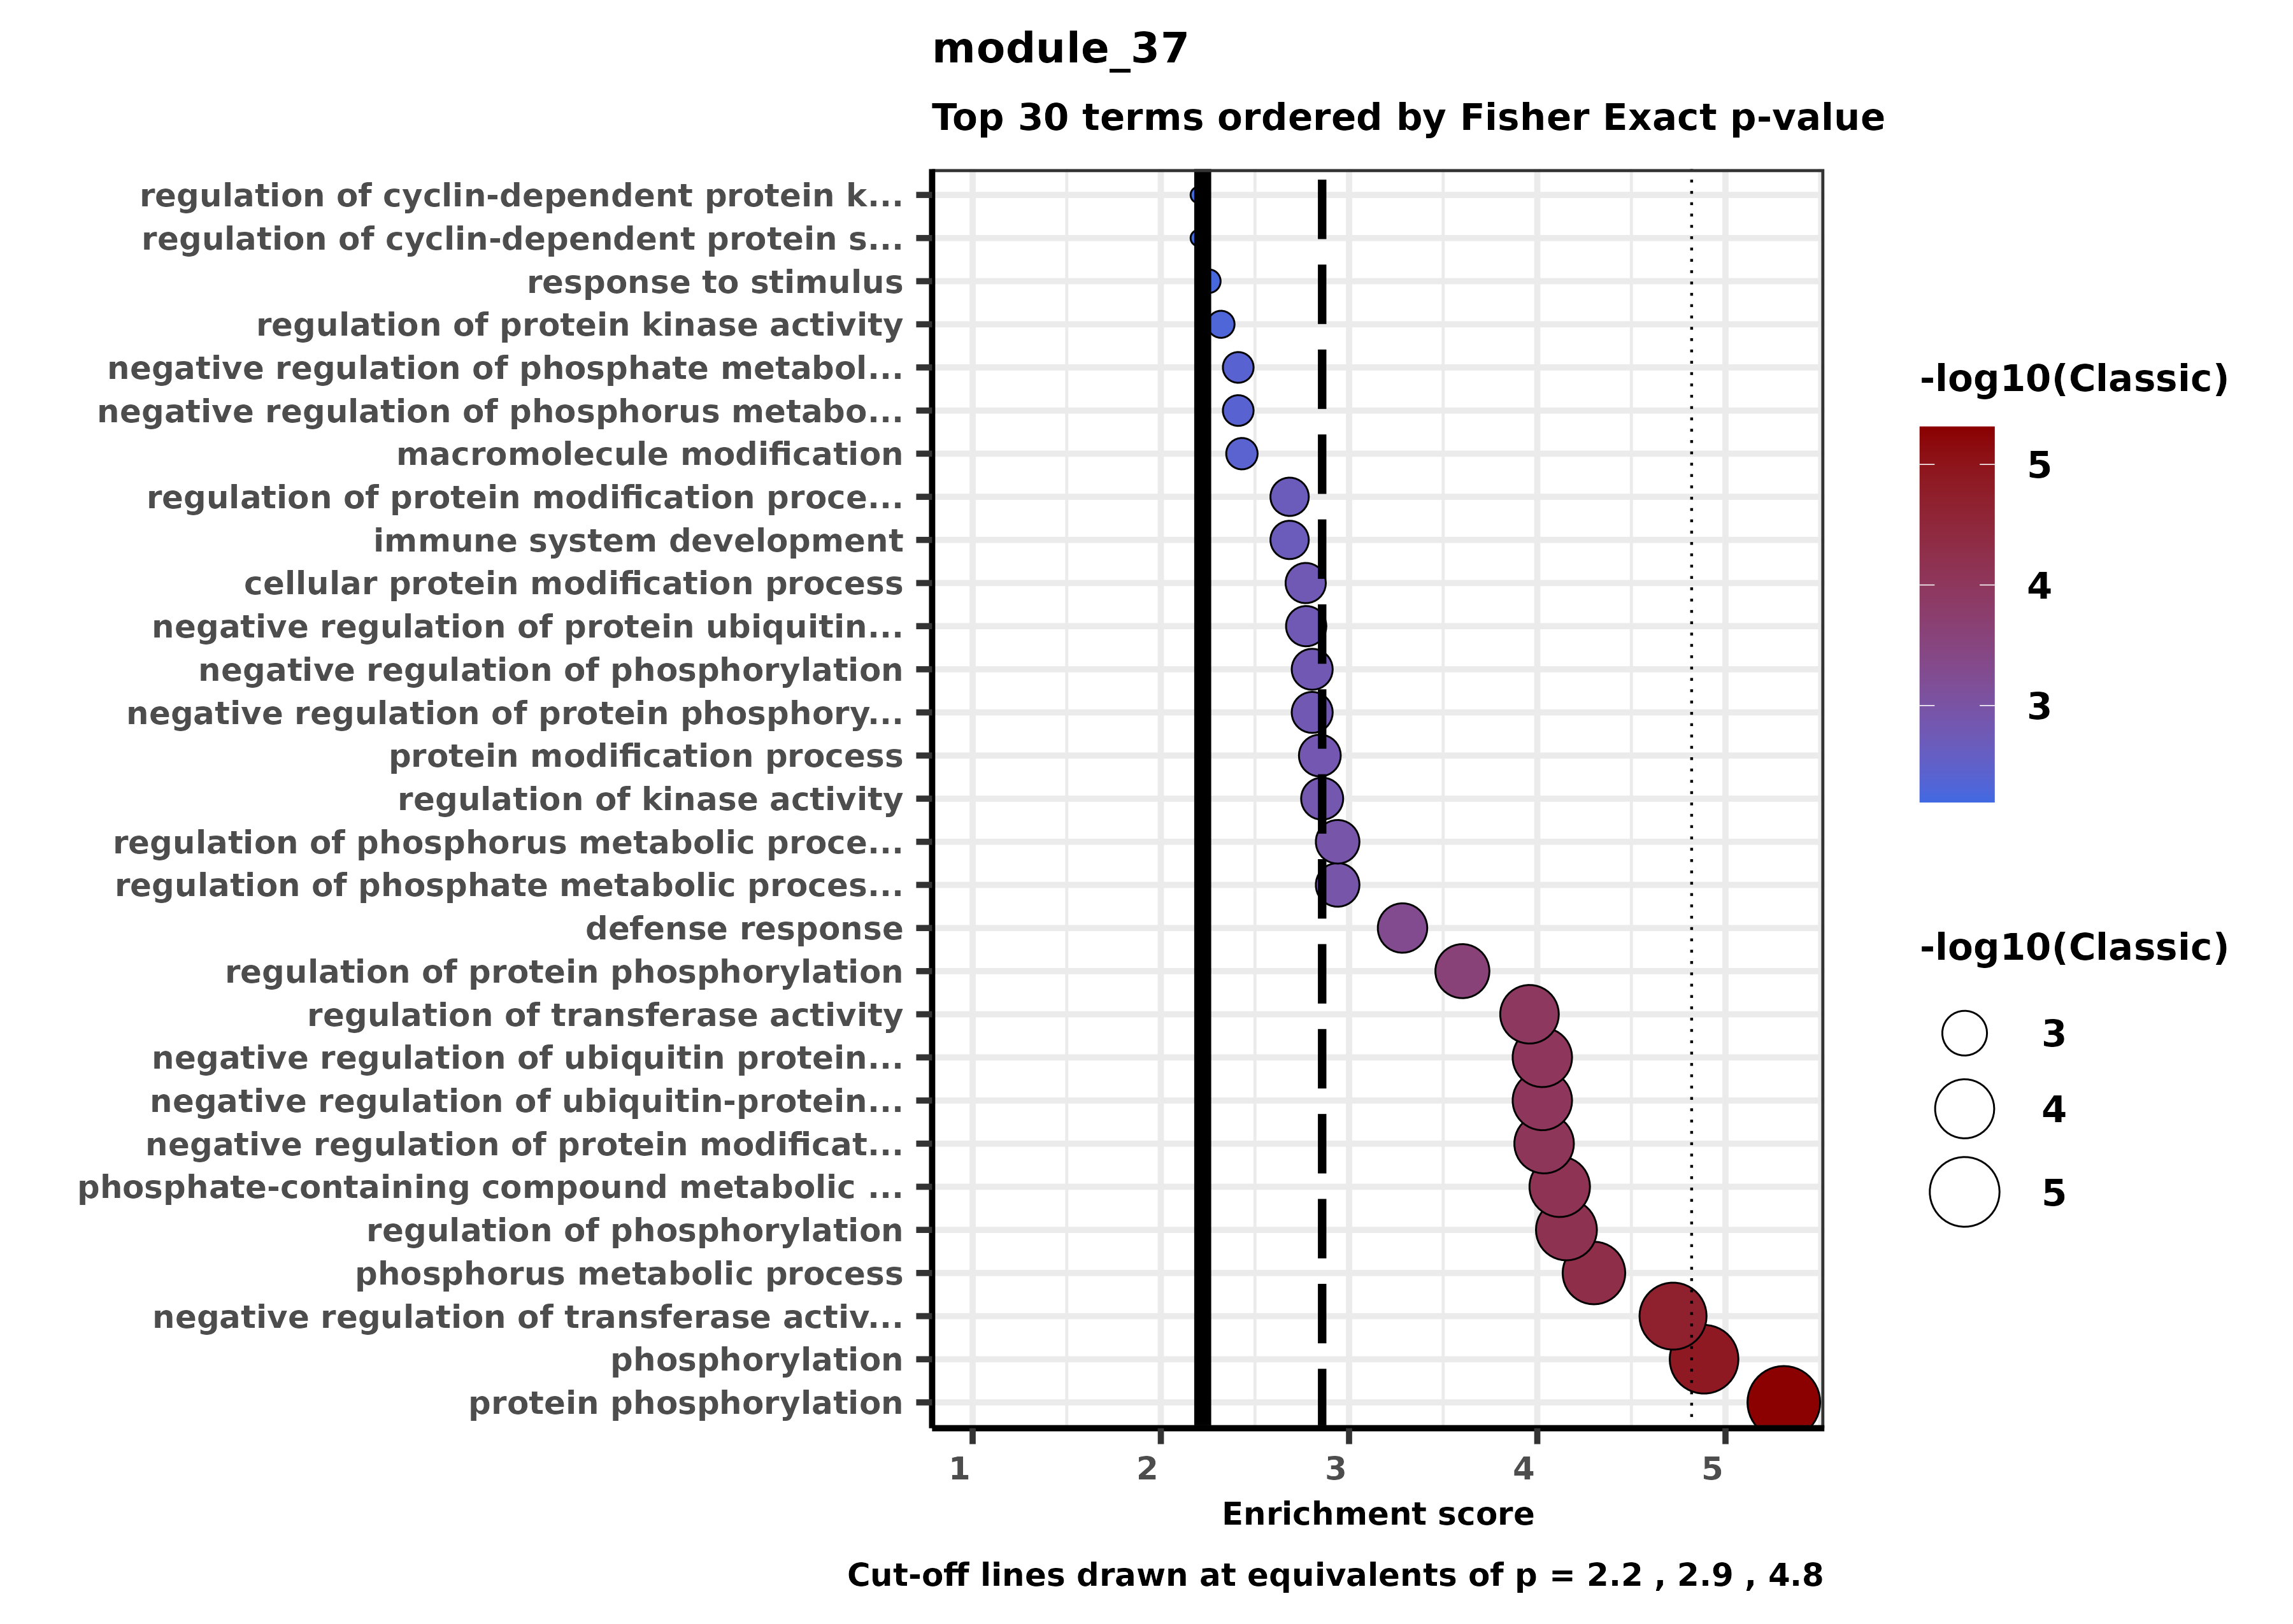 module_37
Top 30 terms ordered by Fisher Exact p-value
regulation of cyclin-dependent protein k...
regulation of cyclin-dependent protein s...
response to stimulus
regulation of protein kinase activity
negative regulation of phosphate metabol...
negative regulation of phosphorus metabo...
macromolecule modification
regulation of protein modification proce...
immune system development
cellular protein modification process
negative regulation of protein ubiquitin...
negative regulation of phosphorylation
negative regulation of protein phosphory...
protein modification process
regulation of kinase activity
regulation of phosphorus metabolic proce...
regulation of phosphate metabolic proces...
defense response
regulation of protein phosphorylation
regulation of transferase activity
negative regulation of ubiquitin protein...
negative regulation of ubiquitin-protein...
negative regulation of protein modificat...
phosphate-containing compound metabolic ...
regulation of phosphorylation
phosphorus metabolic process
negative regulation of transferase activ...
phosphorylation
protein phosphorylation
1 2 3 4 5
Enrichment score
Cut-off lines drawn at equivalents of p = 2.2 , 2.9 , 4.8
-log10(Classic)
5
4
3
-log10(Classic)
3
4
5